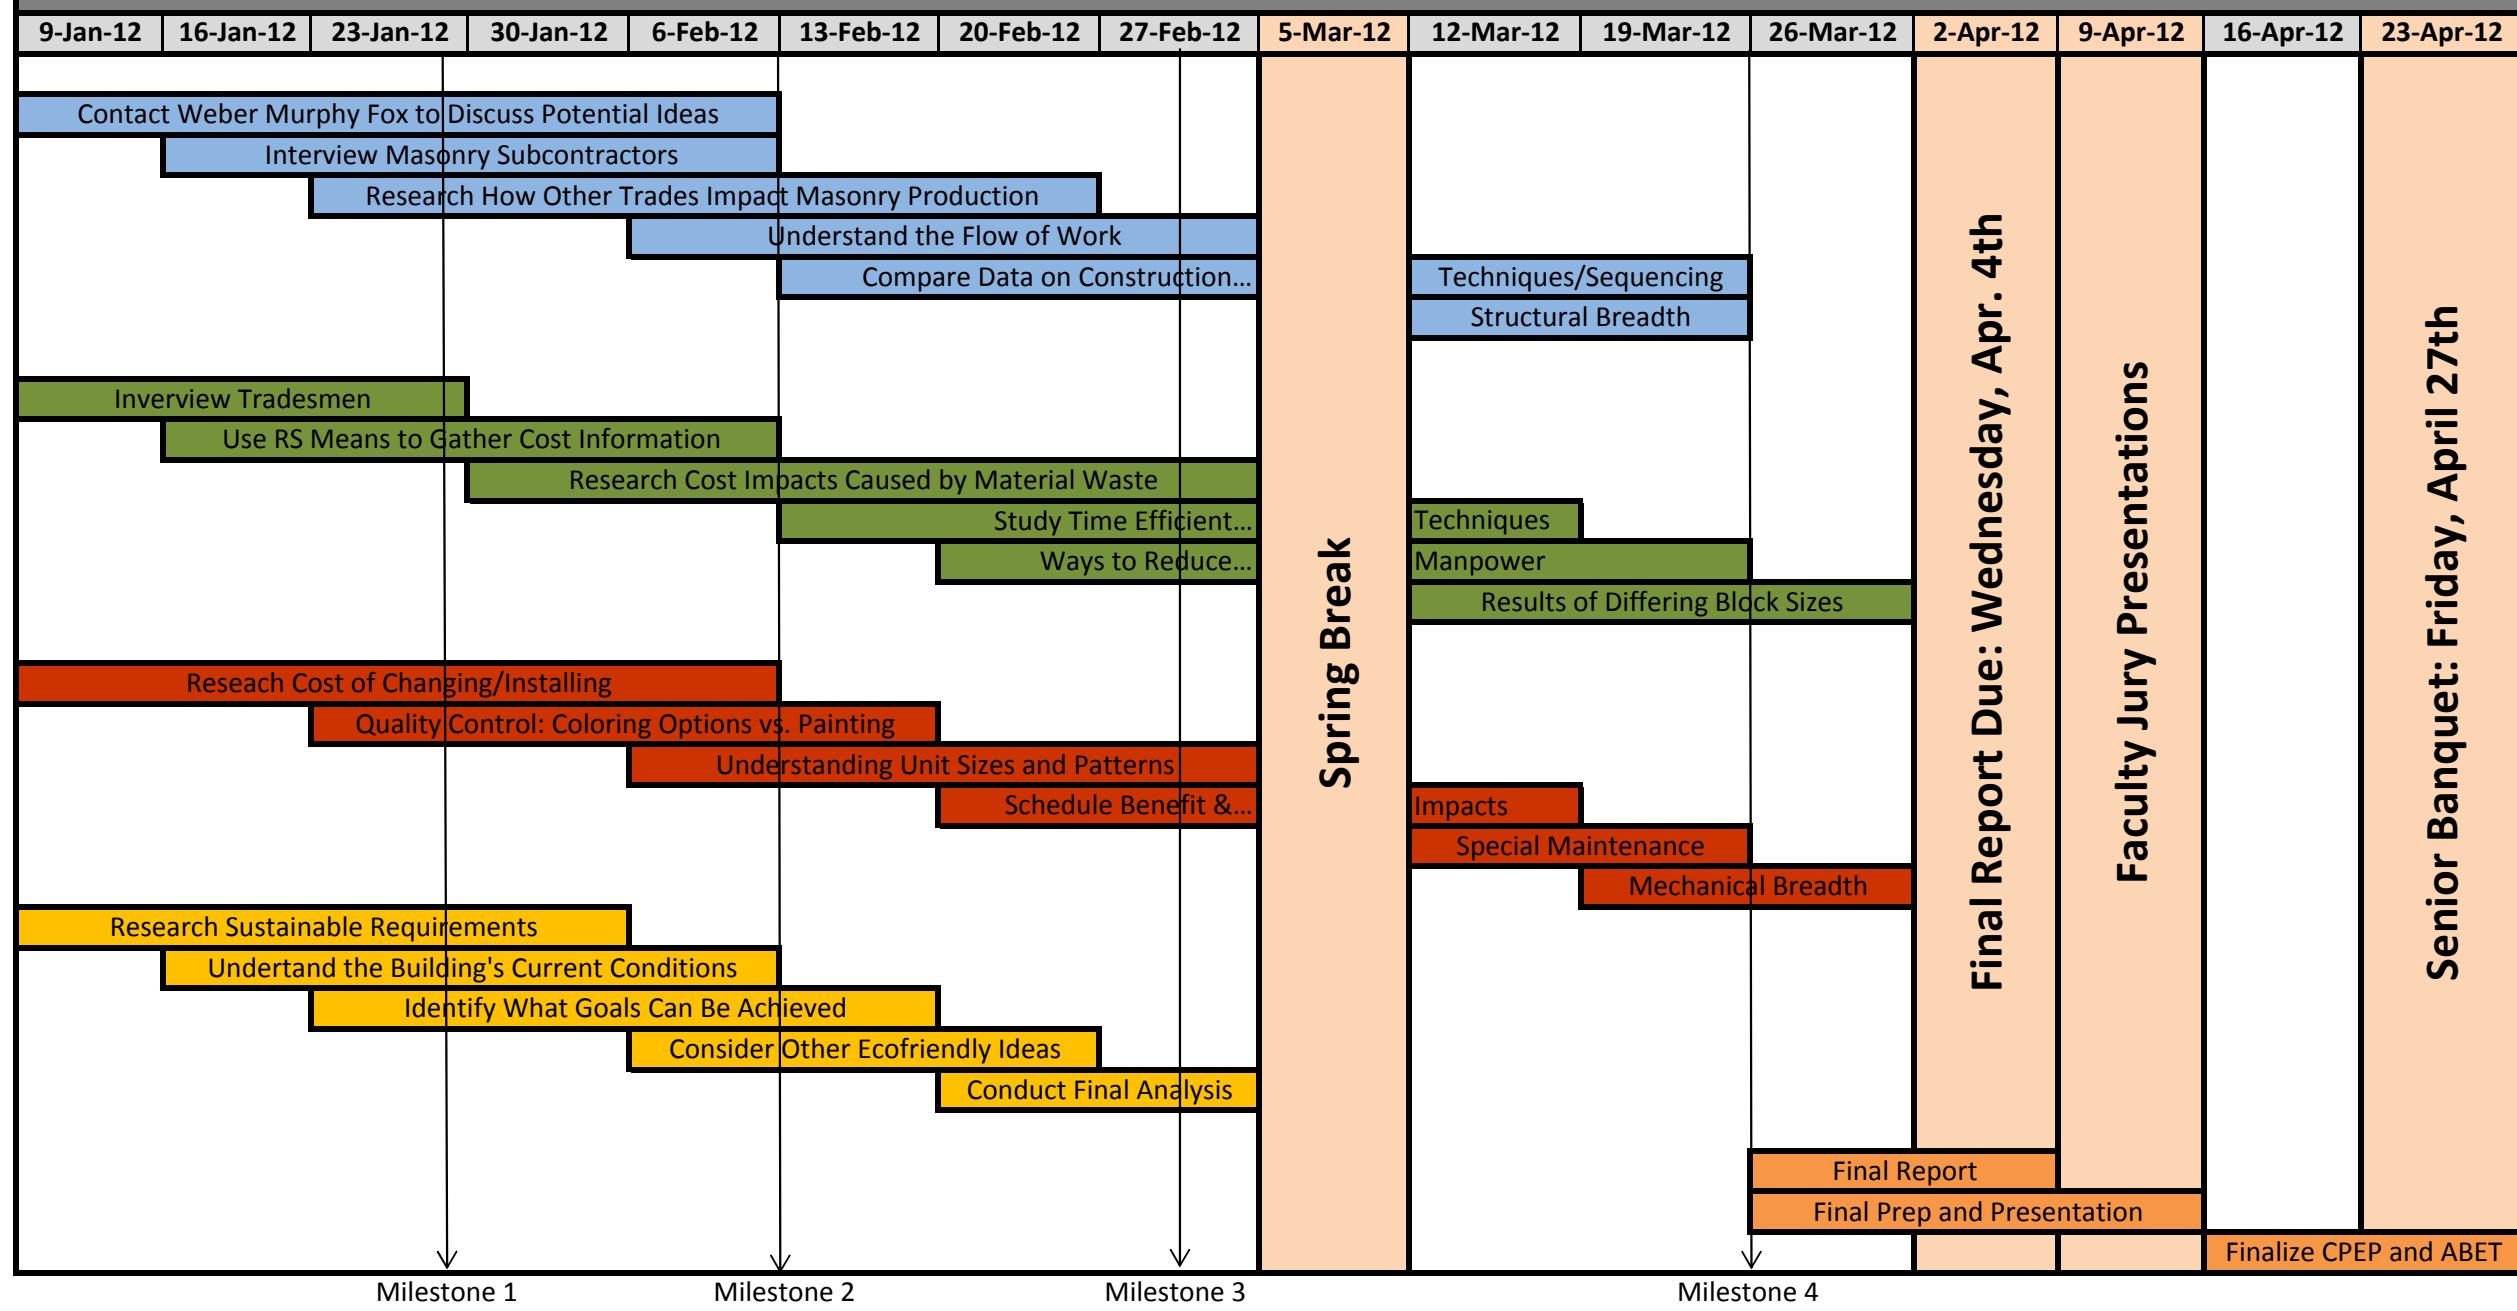 9-Jan-12 16-Jan-12 23-Jan-12 30-Jan-12 6-Feb-12 13-Feb-12 20-Feb-12 27-Feb-12 5-Mar-12 12-Mar-12 19-Mar-12 26-Mar-12 2-Apr-12 9-Apr-12 16-Apr-12 23-Apr-12
Contact Weber Murphy Fox to Discuss Potential Ideas
Interview Masonry Subcontractors
Research How Other Trades Impact Masonry Production
Understand the Flow of Work
Compare Data on Construction... Techniques/Sequencing
Structural Breadth
Inverview Tradesmen
Use RS Means to Gather Cost Information
Research Cost Impacts Caused by Material Waste
Study Time Efficient... Techniques
Ways to Reduce... Manpower
Results of Differing Block Sizes
Reseach Cost of Changing/Installing
Quality Control: Coloring Options vs. Painting
Understanding Unit Sizes and Patterns
Schedule Benefit &... Impacts
Special Maintenance
Mechanical Breadth
Research Sustainable Requirements
Undertand the Building's Current Conditions
Identify What Goals Can Be Achieved
Consider Other Ecofriendly Ideas
Conduct Final Analysis
Spring Break
Final Report Due: Wednesday, Apr. 4th
Faculty Jury Presentations
Senior Banquet: Friday, April 27th
Final Report
Final Prep and Presentation
Finalize CPEP and ABET
Milestone 1 Milestone 2 Milestone 3 Milestone 4